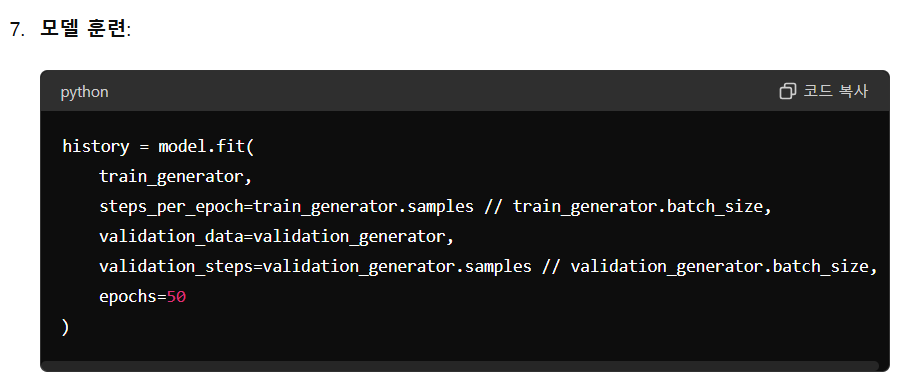 7. 모델 훈련:
python
코드 복사
history = model.fit(
    train_generator,
    steps_per_epoch=train_generator.samples // train_generator.batch_size,
    validation_data=validation_generator,
    validation_steps=validation_generator.samples // validation_generator.batch_size,
    epochs=50
)